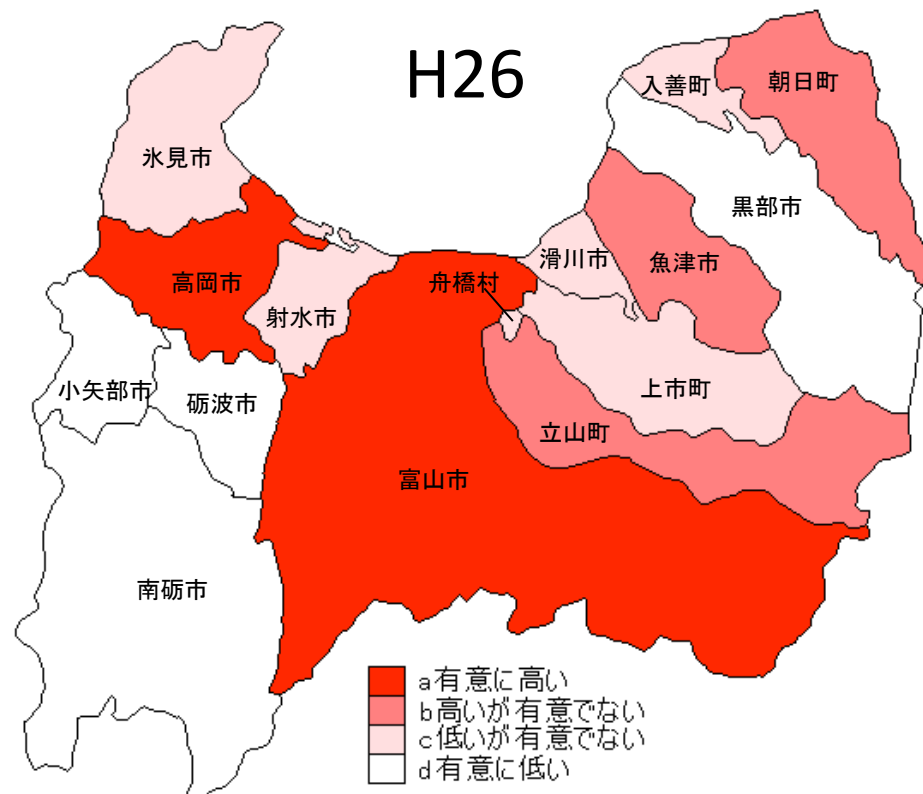 H26
入善町
朝日町
氷見市
黒部市
滑川市
魚津市
高岡市
舟橋村
射水市
上市町
小矢部市
砺波市
立山町
富山市
南砺市
a有意に高い
b高いが有意でない
c低いが有意でない
d有意に低い